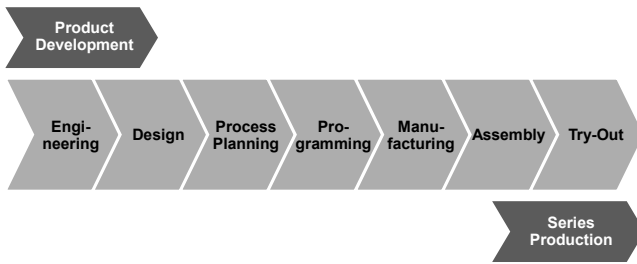 Product
Development
Engi-
neering
Design
Process
Planning
Pro-
gramming
Manu-
facturing
Assembly
Try-Out
Series
Production